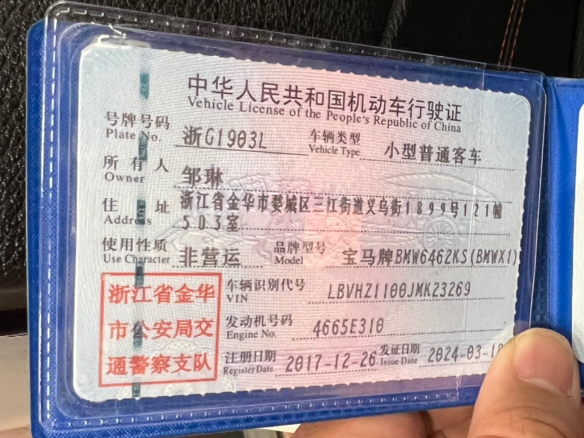 中华人民共和国机动车行驶证
Vehicle License of the People's Republic of China
号牌号码 浙G1903L 车辆类型 小型普通客车
Plate No. Vehicle Type
所有人 邹琳
Owner
住址 浙江省金华市婺城区三江街道义乌街1899号121幢
Address 503室
使用性质 非营运 品牌型号 宝马牌BMW6462KS(BMWX1)
Use Character Model
浙江省金华市公安局交通警察支队
车辆识别代号 LBVHZ1100JMK23269
VIN
发动机号码 4665E310
Engine No.
注册日期 2017-12-26 发证日期 2024-03-18
Register Date Issue Date